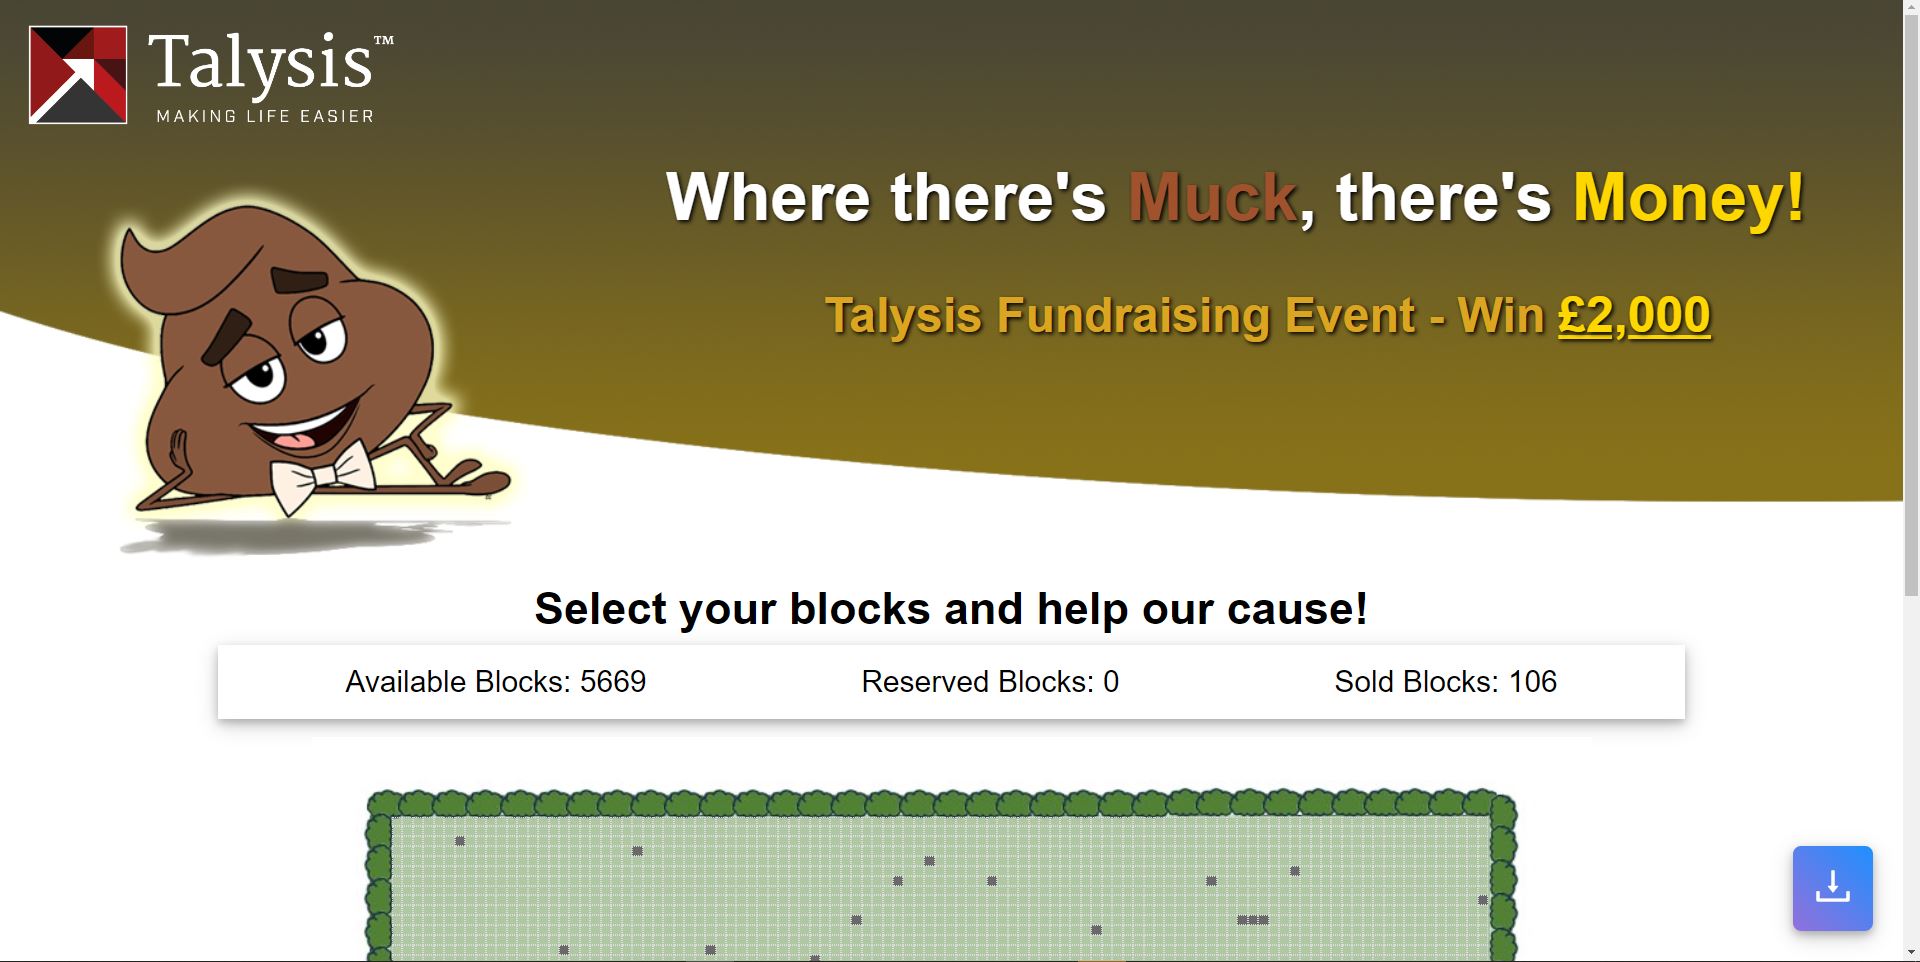 Talysis™
MAKING LIFE EASIER
Where there's Muck, there's Money!
Talysis Fundraising Event - Win £2,000
Select your blocks and help our cause!
Available Blocks: 5669
Reserved Blocks: 0
Sold Blocks: 106